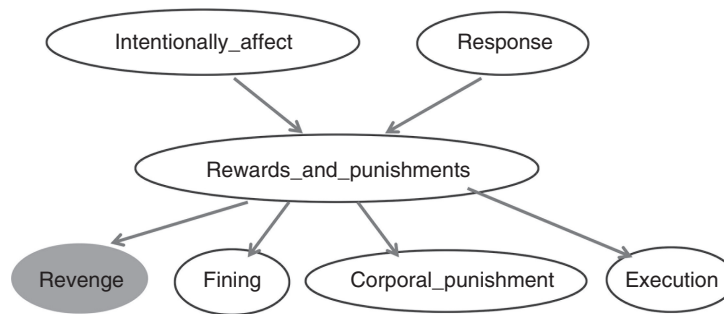 Intentionally_affect
Response
Rewards_and_punishments
Revenge
Fining
Corporal_punishment
Execution